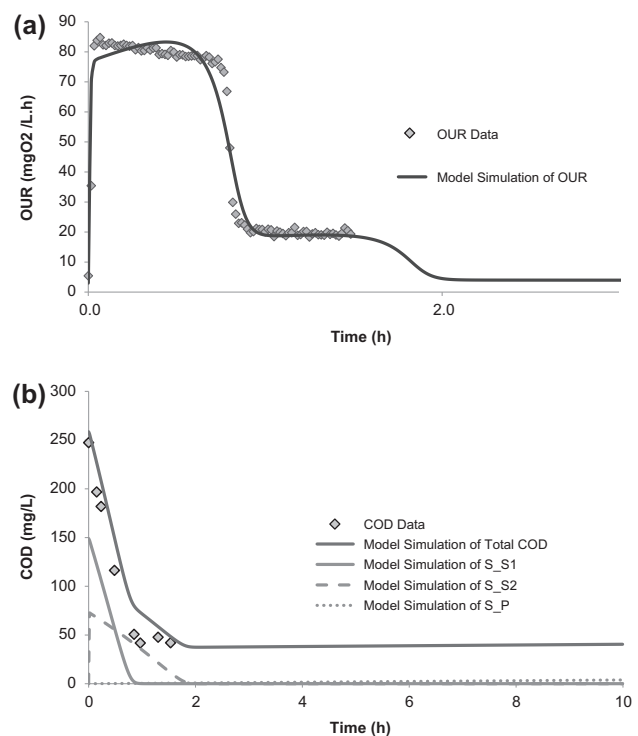 (a)
90
80
70
60
50
40
30
20
10
0
OUR (mgO2 /L.h)
OUR Data
Model Simulation of OUR
0.0
2.0
Time (h)
(b)
300
250
200
150
100
50
0
COD (mg/L)
COD Data
Model Simulation of Total COD
Model Simulation of S_S1
Model Simulation of S_S2
Model Simulation of S_P
0 2 4 6 8 10
Time (h)